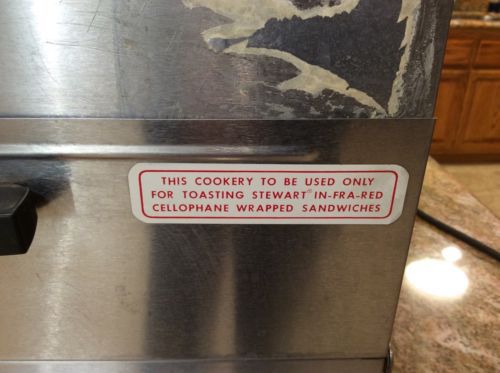 THIS COOKERY TO BE USED ONLY
FOR TOASTING STEWART® IN-FRA-RED
CELLOPHANE WRAPPED SANDWICHES